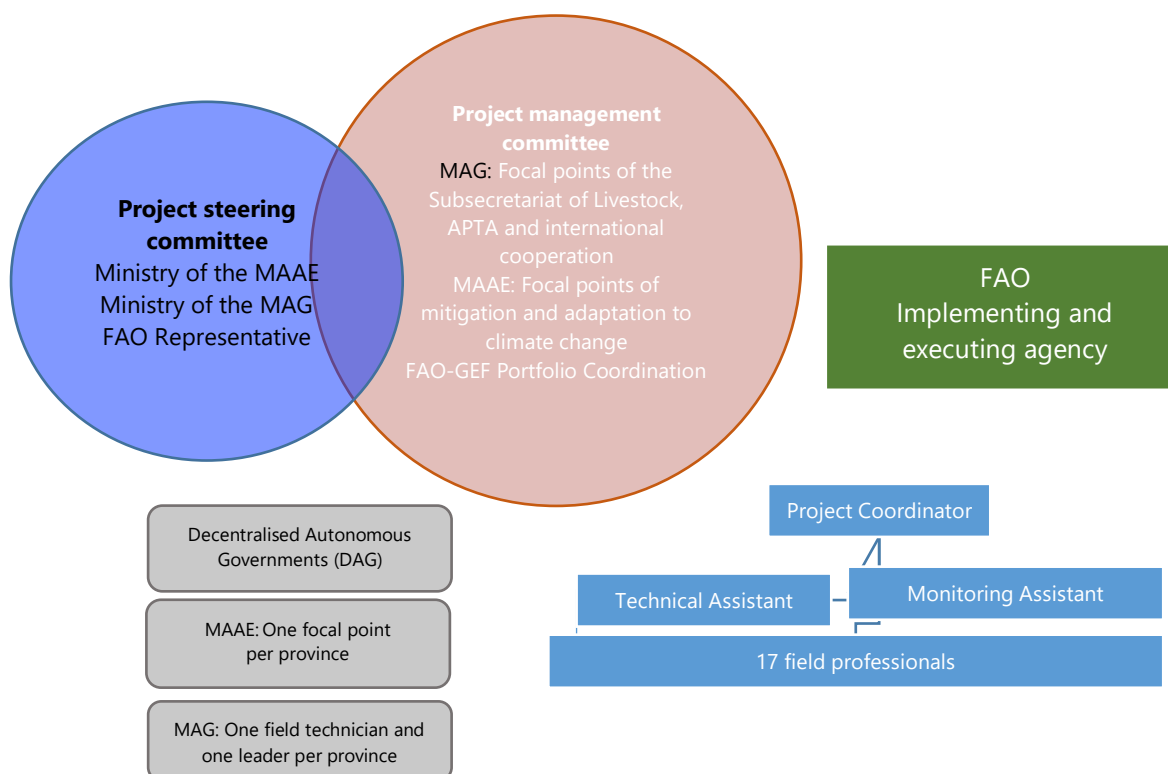 Project steering
committee
Ministry of the MAAE
Ministry of the MAG
FAO Representative
Project management
committee
MAG: Focal points of the
Subsecretariat of Livestock,
APTA and international
cooperation
MAAE: Focal points of
mitigation and adaptation to
climate change
FAO-GEF Portfolio Coordination
FAO
Implementing and
executing agency
Decentralised Autonomous
Governments (DAG)
MAAE: One focal point
per province
MAG: One field technician and
one leader per province
Project Coordinator
Technical Assistant
Monitoring Assistant
17 field professionals